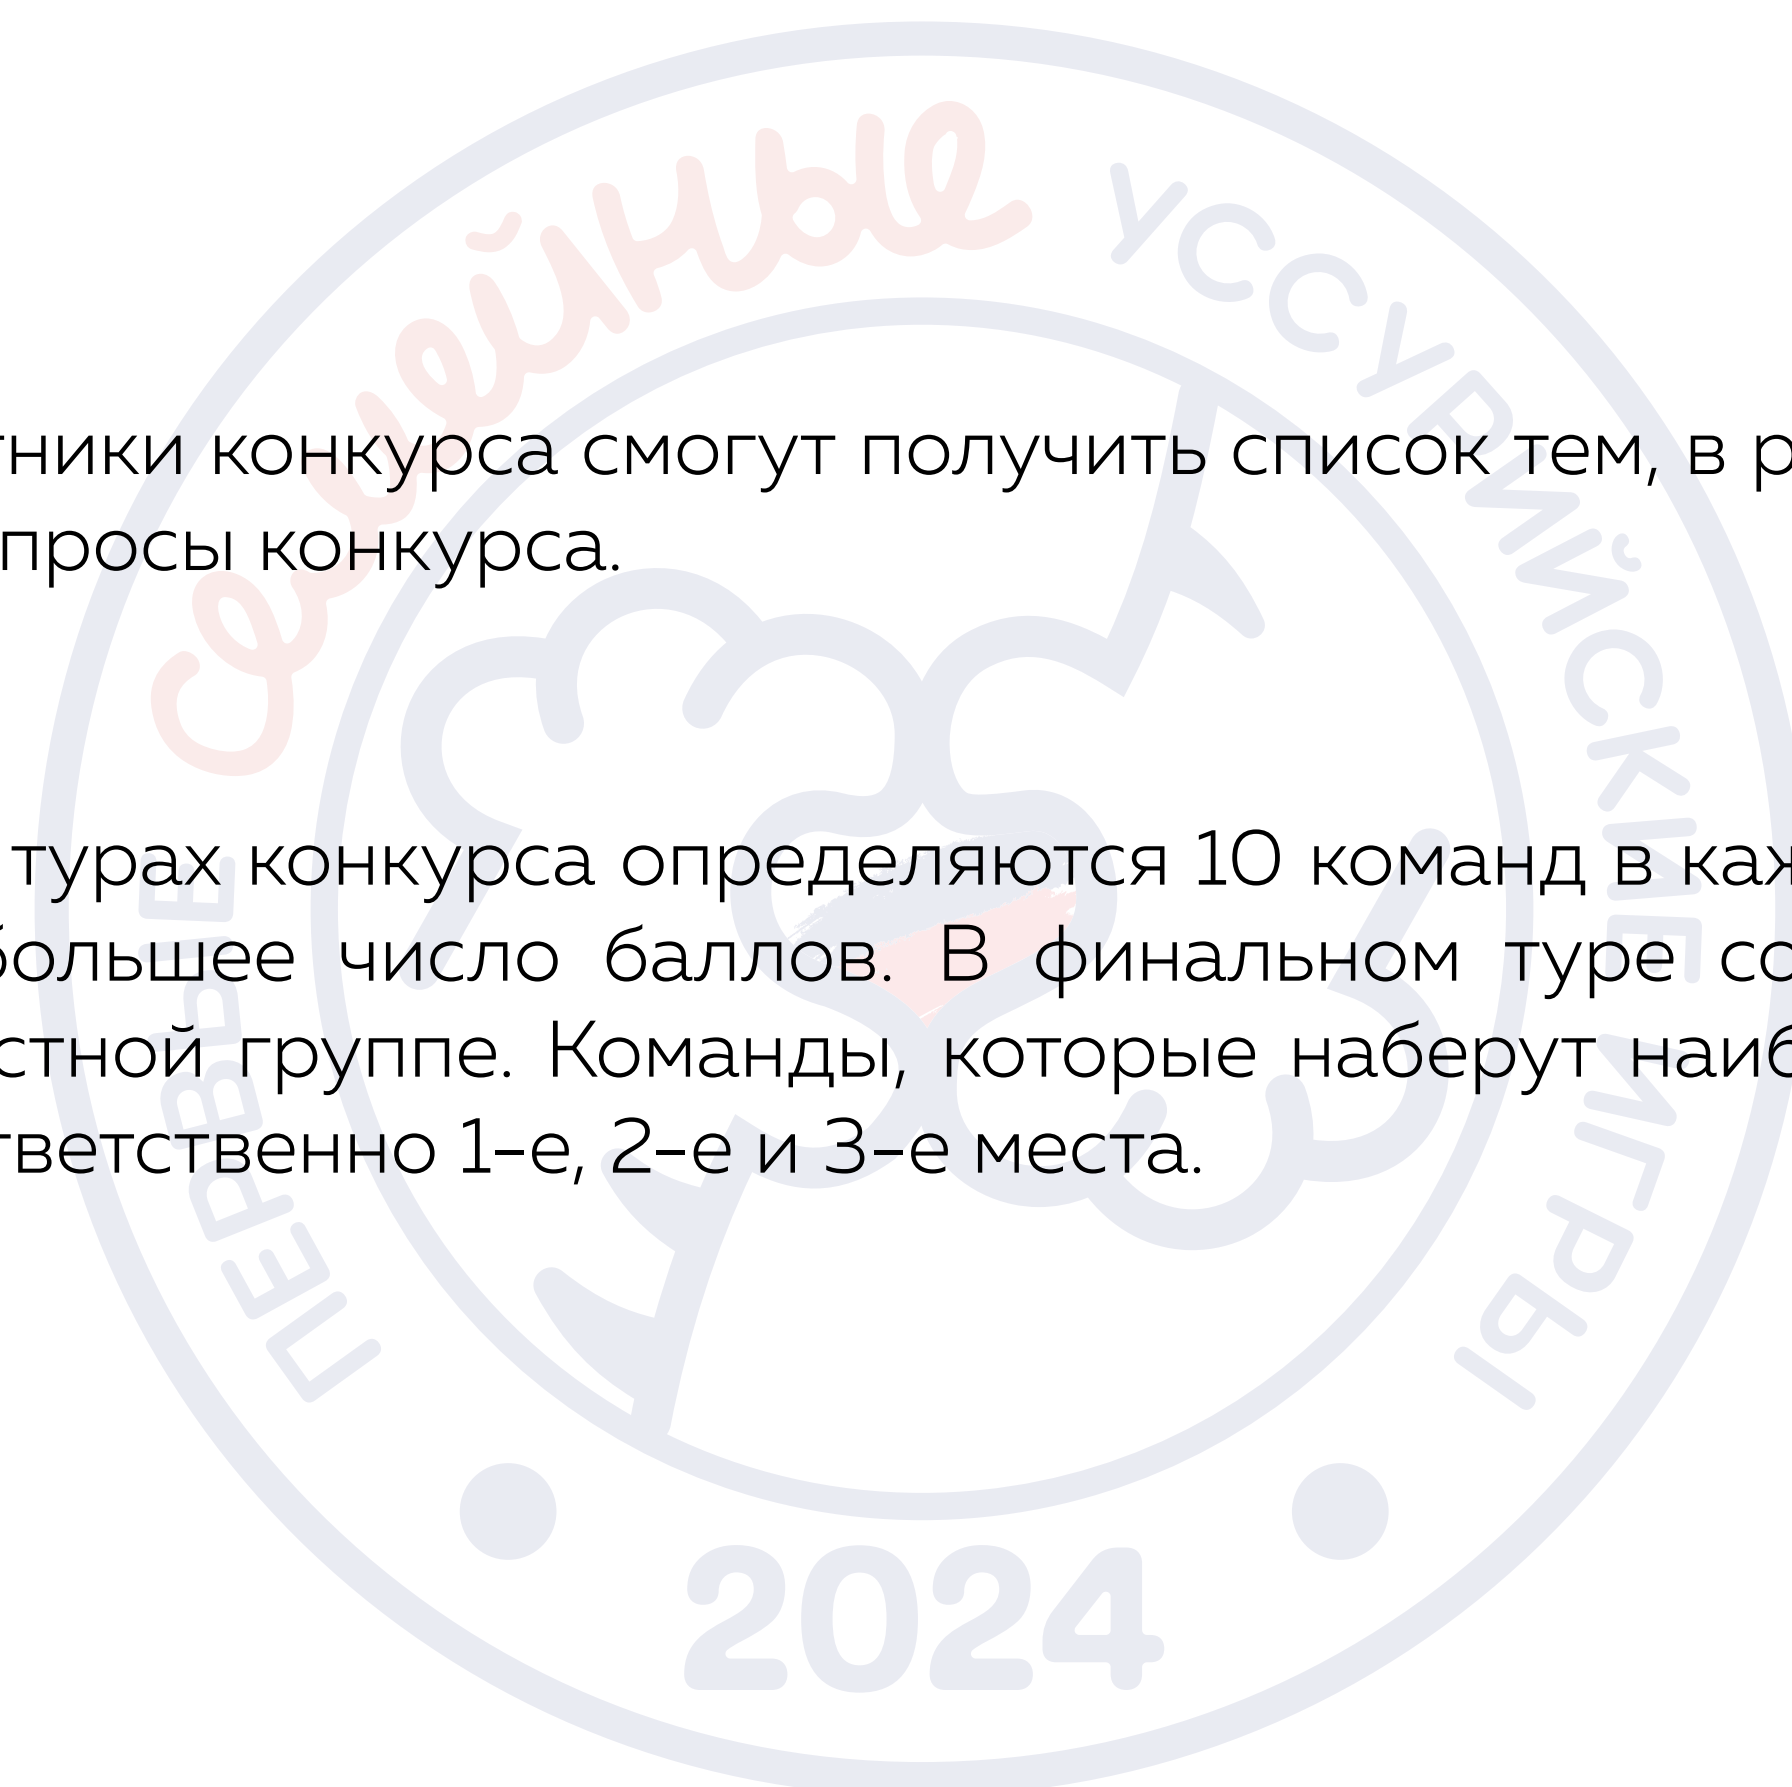 ПЕРВЫЕ семейные УССУРИЙСКИЕ ИГРЫ
тники конкурса смогут получить список тем, в р
просы конкурса.
турах конкурса определяются 10 команд в каж
большее число баллов. В финальном туре со
стной группе. Команды, которые наберут наиб
тветственно 1-е, 2-е и 3-е места.
2024